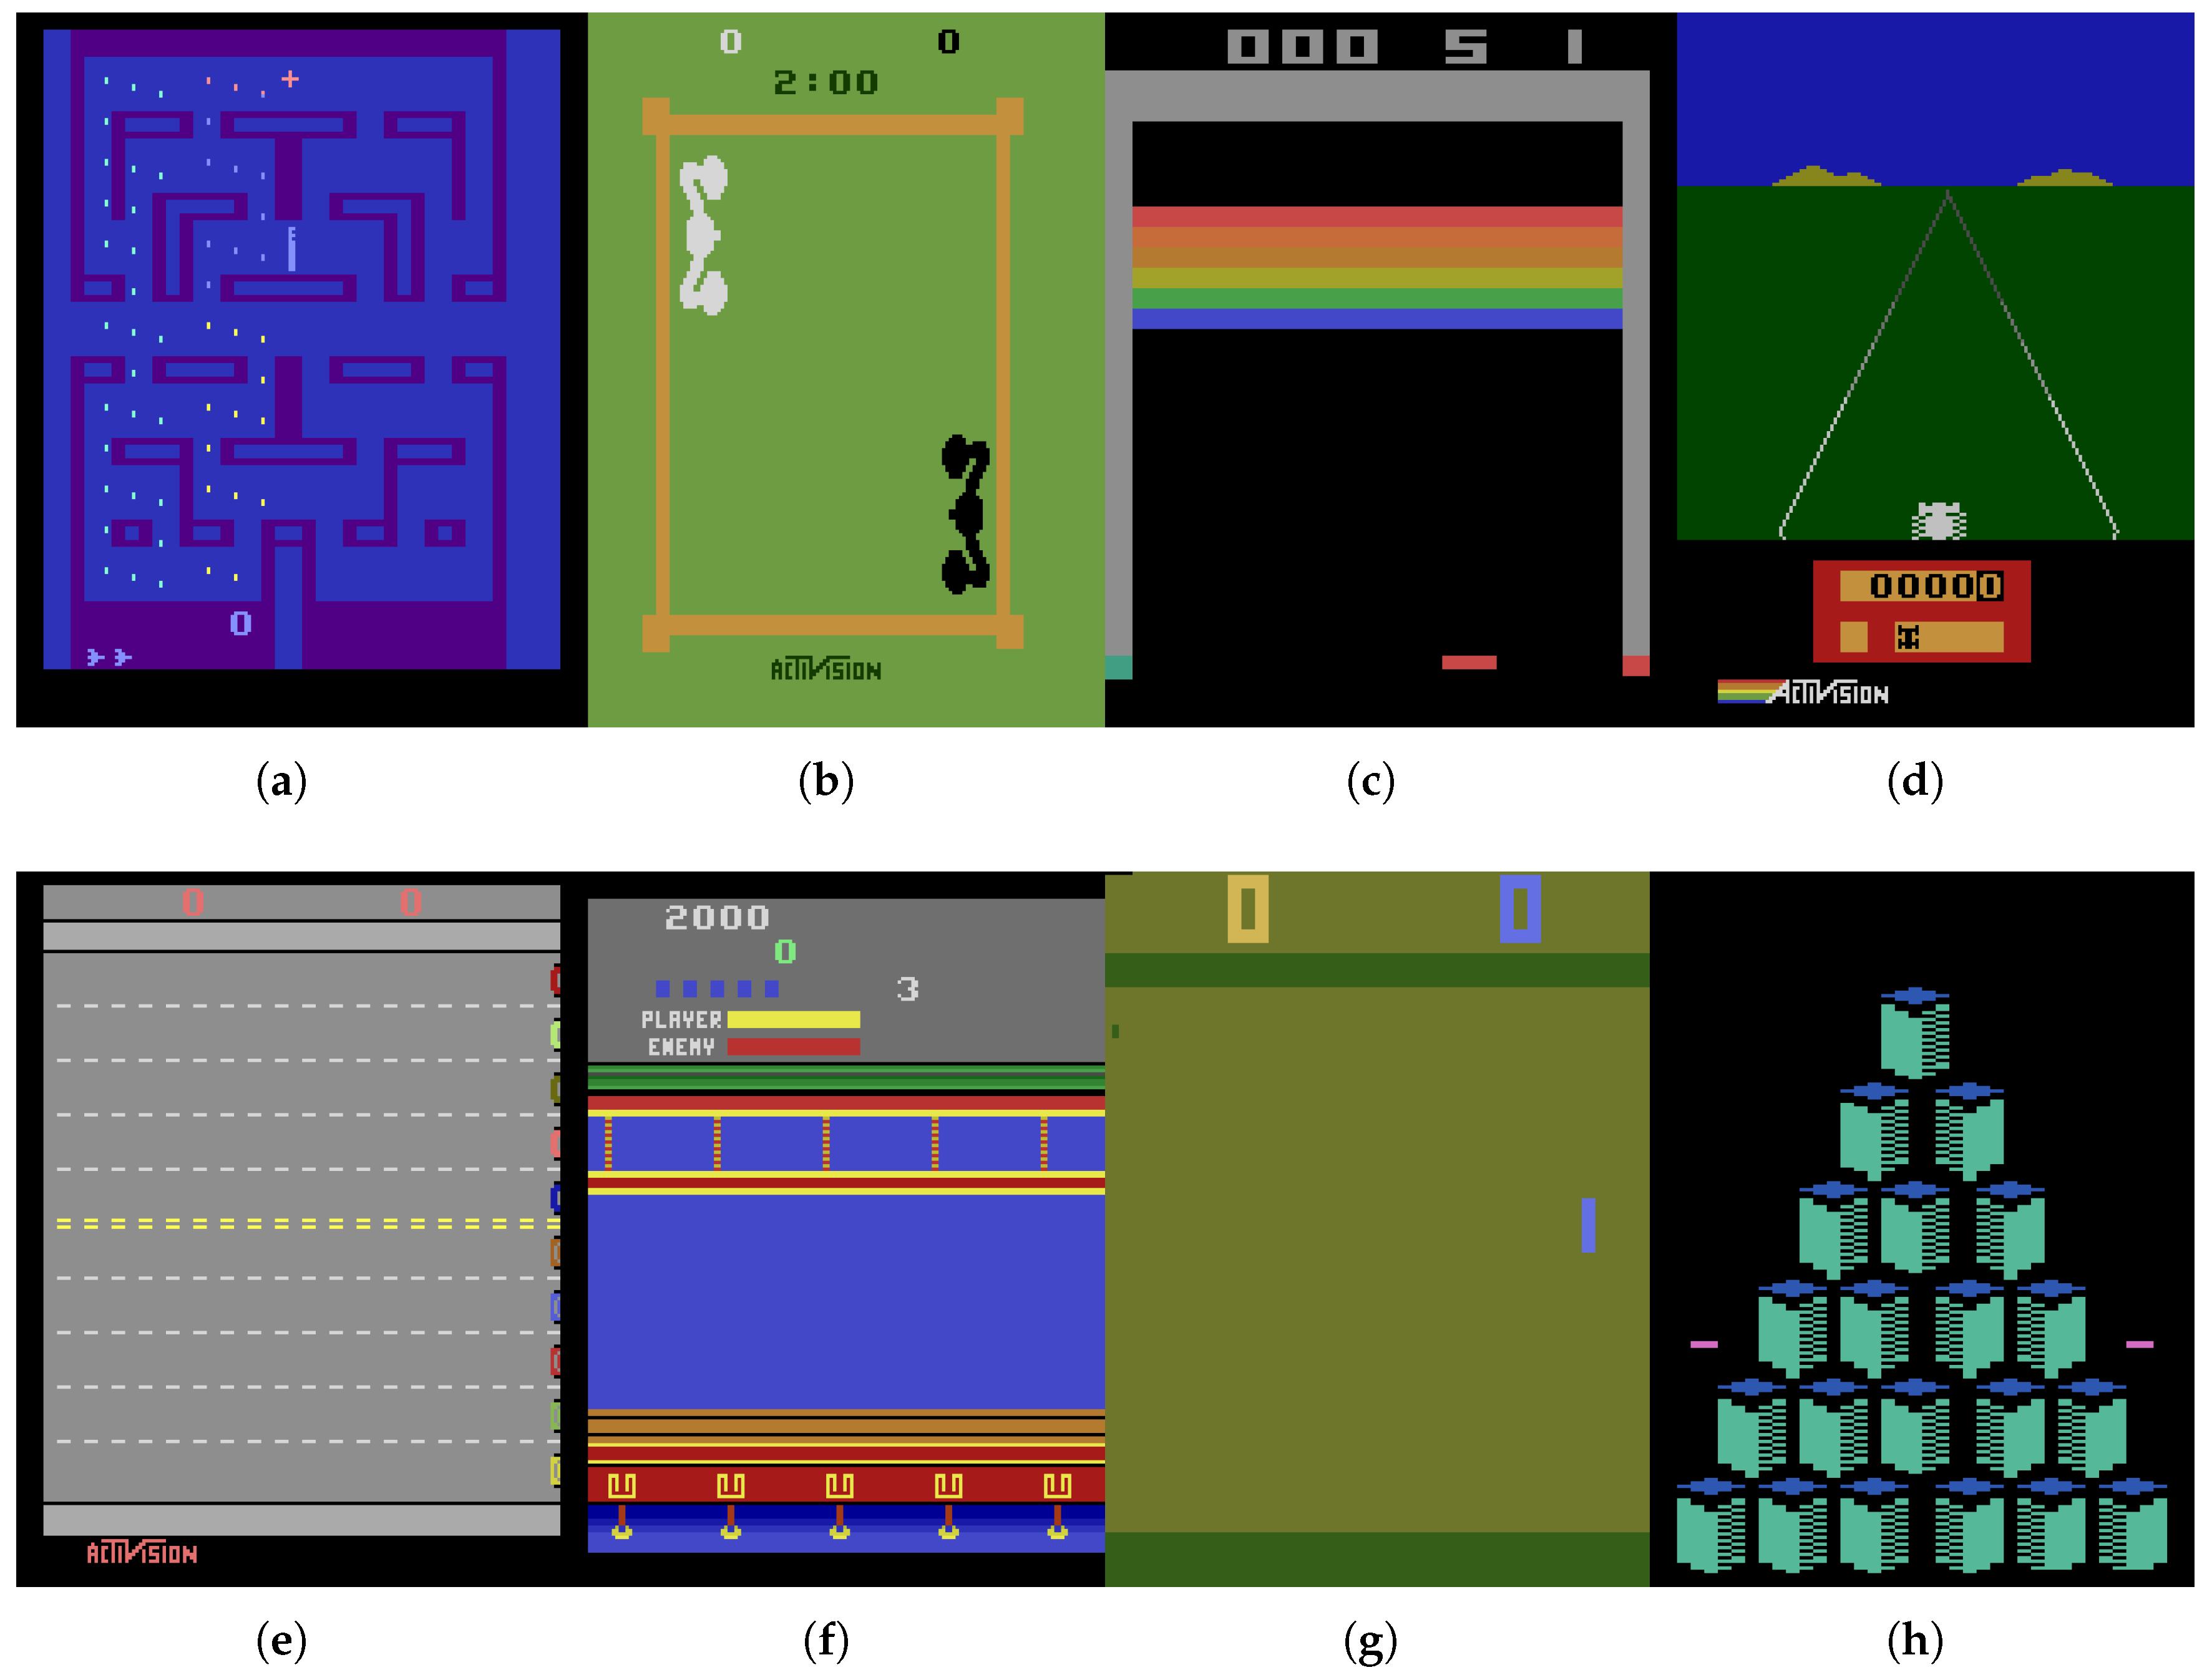 0 0
2:00
000 5 1
0
ACTIVISION
00000
ACTIVISION
(a) (b) (c) (d)
0 0
2000
0
3
PLAYER
ENEMY
0 0
ACTIVISION
(e) (f) (g) (h)